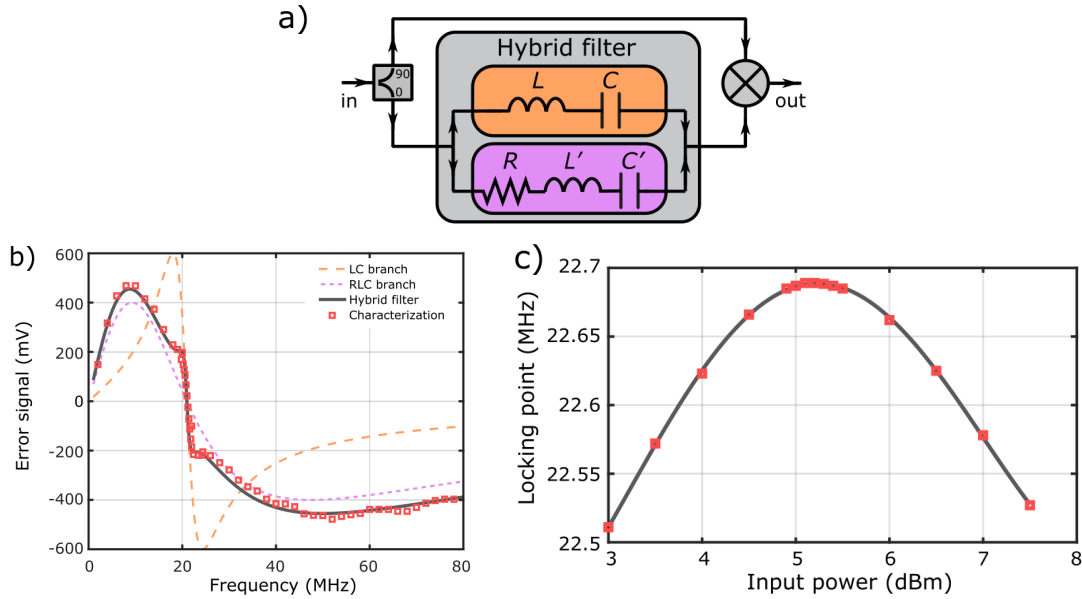 a)
Hybrid filter
L C
90
0
in
out
R L' C'
b)
600
400
200
0
-200
-400
-600
Error signal (mV)
LC branch
RLC branch
Hybrid filter
Characterization
0 20 40 60 80
Frequency (MHz)
c)
22.7
22.65
22.6
22.55
22.5
Locking point (MHz)
3 4 5 6 7 8
Input power (dBm)